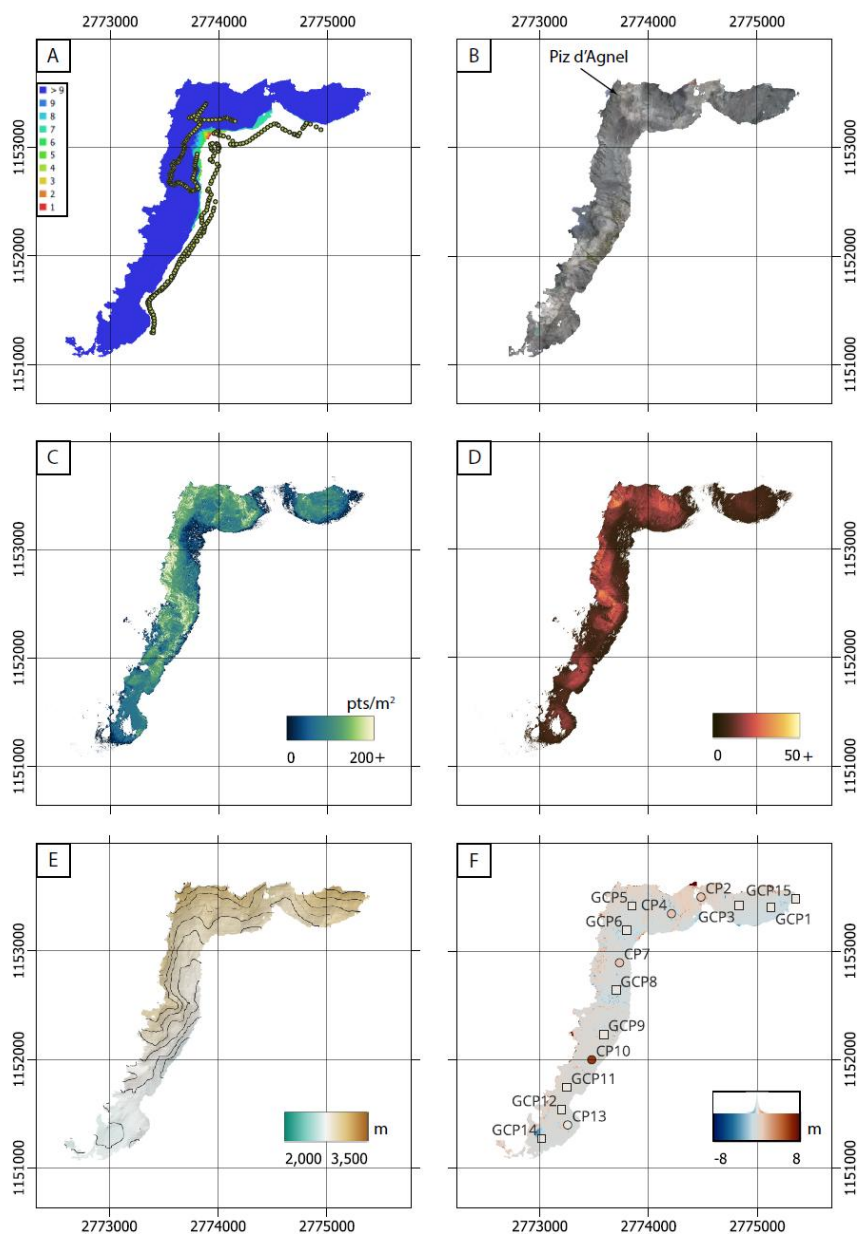 2773000 2774000 2775000 2773000 2774000 2775000
A
> 9
9
8
7
6
5
4
3
2
1
B
Piz d'Agnel
1153000
1152000
1151000
1153000
1152000
1151000
C
pts/m²
0 200+
D
0 50+
1153000
1152000
1151000
1153000
1152000
1151000
E
m
2,000 3,500
F
CP2
GCP15
GCP5
CP4
GCP3
GCP1
GCP6
CP7
GCP8
GCP9
CP10
GCP11
GCP12
CP13
GCP14
m
-8 8
1153000
1152000
1151000
1153000
1152000
1151000
2773000 2774000 2775000 2773000 2774000 2775000